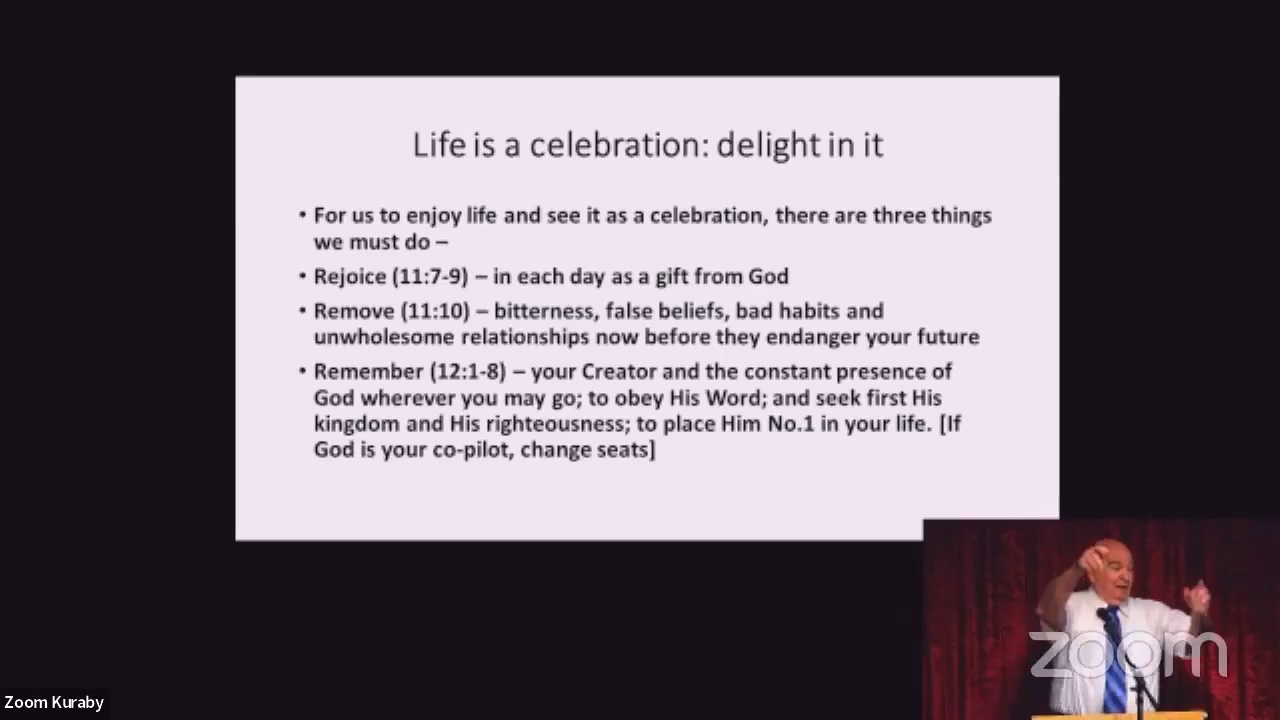 Life is a celebration: delight in it
• For us to enjoy life and see it as a celebration, there are three things
we must do –
• Rejoice (11:7-9) – in each day as a gift from God
• Remove (11:10) – bitterness, false beliefs, bad habits and
unwholesome relationships now before they endanger your future
• Remember (12:1-8) – your Creator and the constant presence of
God wherever you may go; to obey His Word; and seek first His
kingdom and His righteousness; to place Him No.1 in your life. [If
God is your co-pilot, change seats]
zoom
Zoom Kuraby